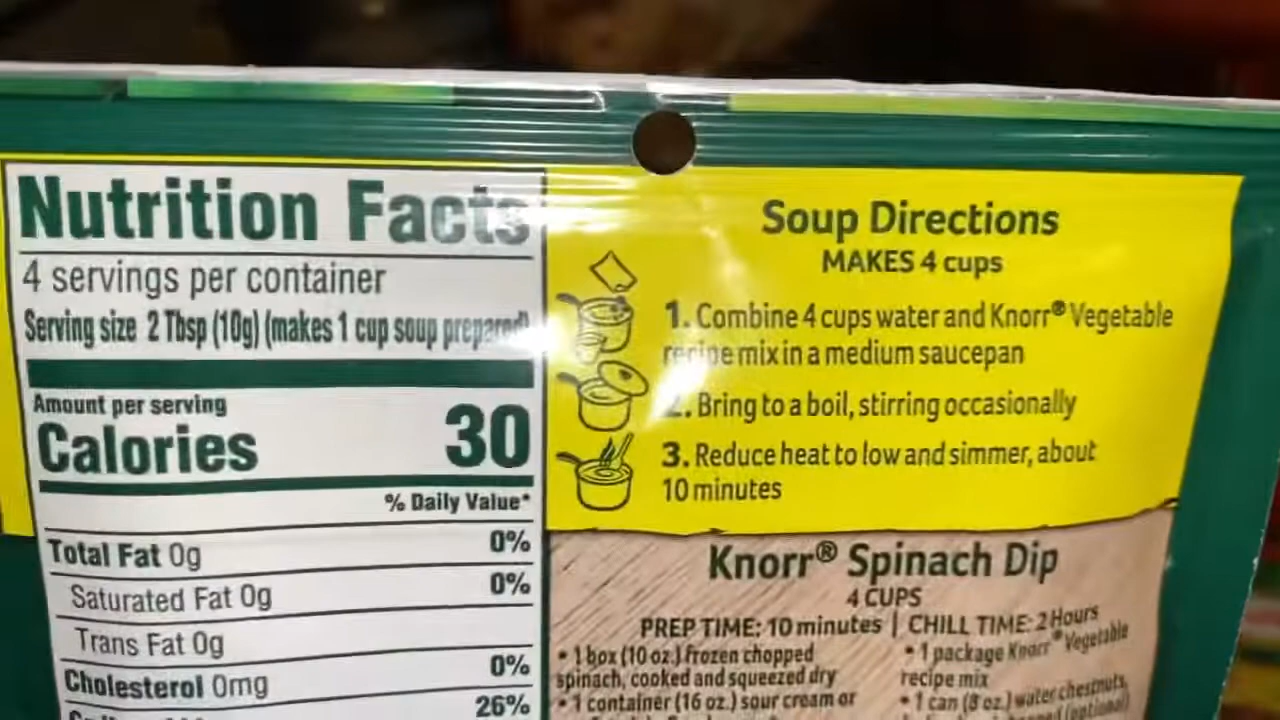 Nutrition Facts
4 servings per container
Serving size 2 Tbsp (10g) (makes 1 cup soup prepared)
Amount per serving
Calories 30
% Daily Value*
Total Fat 0g 0%
Saturated Fat 0g 0%
Trans Fat 0g
Cholesterol 0mg 0%
26%
Soup Directions
MAKES 4 cups
1. Combine 4 cups water and Knorr® Vegetable
recipe mix in a medium saucepan
2. Bring to a boil, stirring occasionally
3. Reduce heat to low and simmer, about
10 minutes
Knorr® Spinach Dip
4 CUPS
PREP TIME: 10 minutes | CHILL TIME: 2 Hours
• 1 box (10 oz.) frozen chopped
spinach, cooked and squeezed dry
• 1 container (16 oz.) sour cream or
• 1 package Knorr® Vegetable
recipe mix
• 1 can (8 oz.) water chestnuts,
(optional)